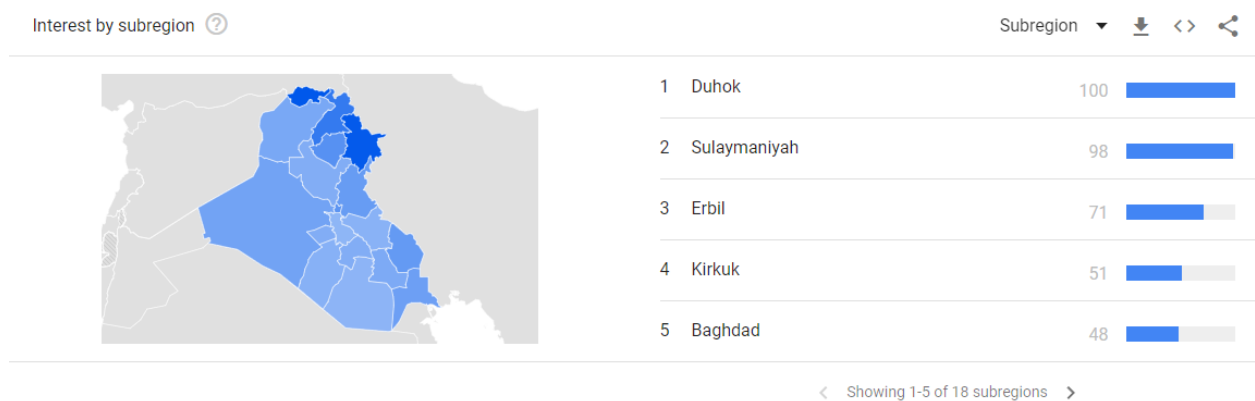 Interest by subregion
Subregion
1 Duhok 100
2 Sulaymaniyah 98
3 Erbil 71
4 Kirkuk 51
5 Baghdad 48
Showing 1-5 of 18 subregions